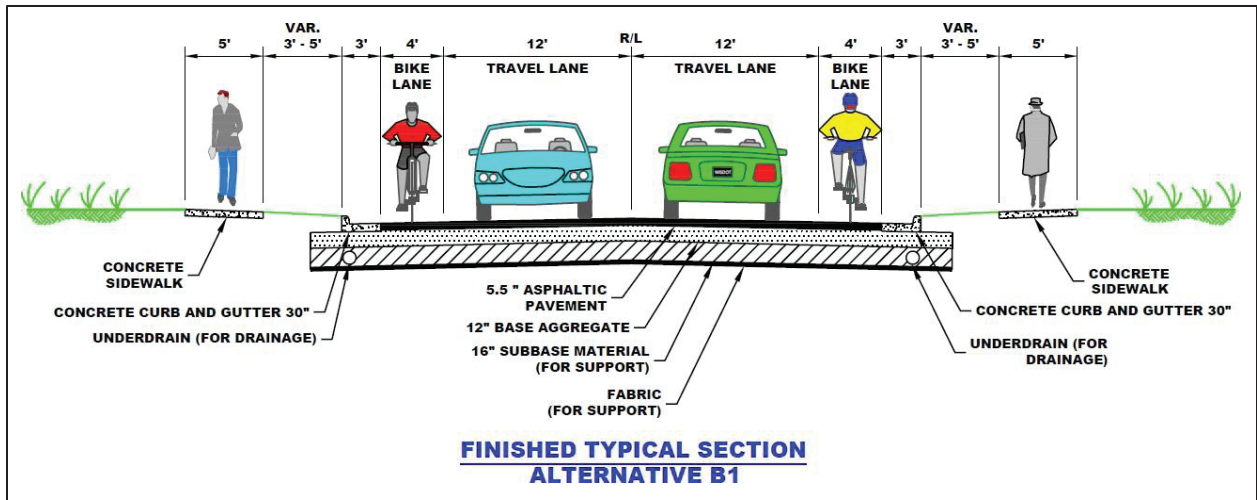 VAR. VAR.
5' 3' - 5' 3' 4' 12' R/L 12' 4' 3' 3' - 5' 5'
BIKE
LANE
TRAVEL LANE
TRAVEL LANE
BIKE
LANE
WISDOT
CONCRETE
SIDEWALK
CONCRETE CURB AND GUTTER 30"
UNDERDRAIN (FOR DRAINAGE)
5.5 " ASPHALTIC
PAVEMENT
12" BASE AGGREGATE
16" SUBBASE MATERIAL
(FOR SUPPORT)
FABRIC
(FOR SUPPORT)
CONCRETE
SIDEWALK
CONCRETE CURB AND GUTTER 30"
UNDERDRAIN (FOR
DRAINAGE)
FINISHED TYPICAL SECTION
ALTERNATIVE B1